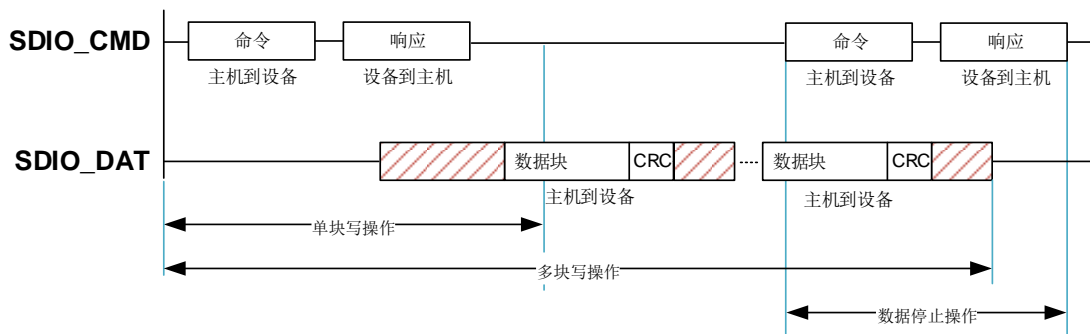 SDIO_CMD
命令
响应
命令
响应
主机到设备
设备到主机
主机到设备
设备到主机
SDIO_DAT
数据块
CRC
数据块
CRC
主机到设备
主机到设备
单块写操作
多块写操作
数据停止操作